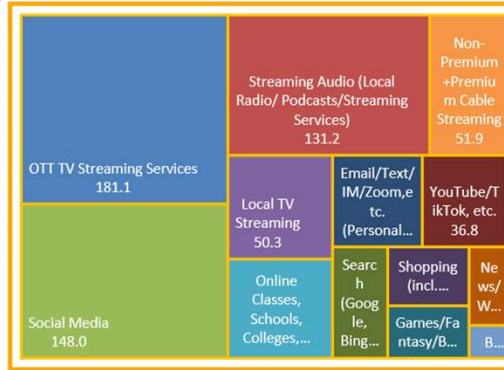 OTT TV Streaming Services
181.1
Social Media
148.0
Streaming Audio (Local
Radio/ Podcasts/Streaming
Services)
131.2
Non-
Premium
+Premiu
m Cable
Streaming
51.9
Local TV
Streaming
50.3
Online
Classes,
Schools,
Colleges,...
Email/Text/
IM/Zoom,e
tc.
(Personal...
YouTube/T
ikTok, etc.
36.8
Searc
h
(Goog
le,
Bing...
Shopping
(incl....
Games/Fan
tasy/B...
Ne
ws/
W...
B...